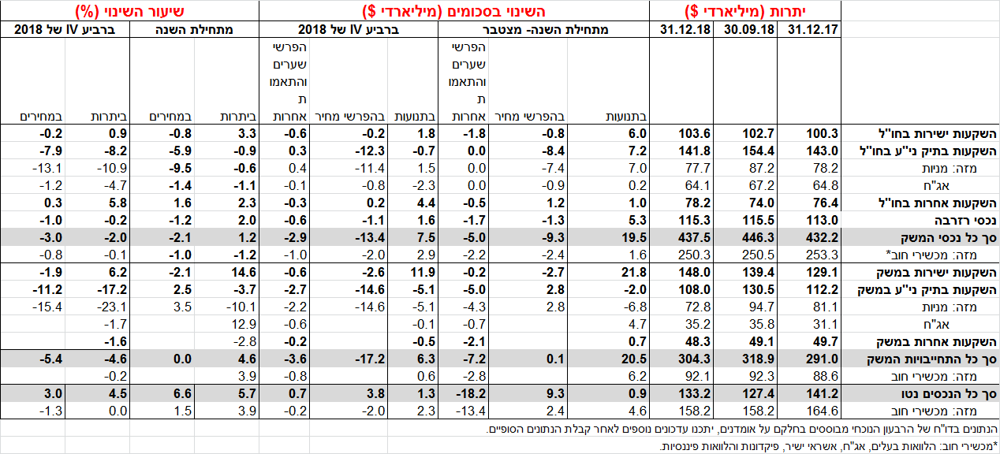 יתרות (מיליארדי $) השינוי בסכומים (מיליארדי $) שיעור השינוי (%)
31.12.17 30.09.18 31.12.18 מתחילת השנה- מצטבר ברביע IV של 2018 מתחילת השנה ברביע IV של 2018
בתנועות בהפרשי מחיר הפרשי שערים והתאמות אחרות בתנועות בהפרשי מחיר הפרשי שערים והתאמות אחרות ביתרות במחירים ביתרות במחירים
השקעות ישירות בחו"ל 100.3 102.7 103.6 6.0 -0.8 -1.8 1.8 -0.2 -0.6 3.3 -0.8 0.9 -0.2
השקעות בתיק ני"ע בחו"ל 143.0 154.4 141.8 7.2 -8.4 0.0 -0.7 -12.3 0.3 -0.9 -5.9 -8.2 -7.9
מזה: מניות 78.2 87.2 77.7 7.0 -7.4 0.0 1.5 -11.4 0.4 -0.6 -9.5 -10.9 -13.1
אג"ח 64.8 67.2 64.1 0.2 -0.9 0.0 -2.3 -0.8 -0.1 -1.1 -1.4 -4.7 -1.2
השקעות אחרות בחו"ל 76.4 74.0 78.2 1.0 1.2 -0.5 4.4 0.2 -0.3 2.3 1.6 5.8 0.3
נכסי רזרבה 113.0 115.5 115.3 5.3 -1.3 -1.7 1.6 -1.1 -0.6 2.0 -1.2 -0.2 -1.0
סך כל נכסי המשק 432.2 446.3 437.5 19.5 -9.3 -5.0 7.5 -13.4 -2.9 1.2 -2.1 -2.0 -3.0
מזה: מכשירי חוב* 253.3 250.5 250.3 1.6 -2.4 -2.2 2.9 -2.0 -1.0 -1.2 -1.0 -0.1 -0.8
השקעות ישירות במשק 129.1 139.4 148.0 21.8 -2.7 -0.2 11.9 -2.6 -0.6 14.6 -2.1 6.2 -1.9
השקעות בתיק ני"ע במשק 112.2 130.5 108.0 -2.0 2.8 -5.0 -5.1 -14.6 -2.7 -3.7 2.5 -17.2 -11.2
מזה: מניות 81.1 94.7 72.8 -6.8 2.8 -4.3 -5.1 -14.6 -2.2 -10.1 3.5 -23.1 -15.4
אג"ח 31.1 35.8 35.2 4.7 -0.7 -0.1 -0.6 12.9 -1.7
השקעות אחרות במשק 49.7 49.1 48.3 0.7 -2.1 -0.5 -0.2 -2.8 -1.6
סך כל התחייבויות המשק 291.0 318.9 304.3 20.5 0.1 -7.2 6.3 -17.2 -3.6 4.6 0.0 -4.6 -5.4
מזה: מכשירי חוב 88.6 92.3 92.1 6.2 -2.8 0.6 -0.8 3.9 -0.2
סך כל הנכסים נטו 141.2 127.4 133.2 0.9 9.3 -18.2 1.3 3.8 0.7 5.7 6.6 4.5 3.0
מזה: מכשירי חוב 164.6 158.2 158.2 4.6 2.4 -13.4 2.3 -2.0 -0.2 3.9 1.5 0.0 -1.3
הנתונים בדו"ח של הרבעון הנוכחי מבוססים בחלקם על אומדנים, יתכנו עדכונים נוספים לאחר קבלת הנתונים הסופיים.
*מכשירי חוב: הלוואות בעלים, אג"ח, אשראי ישיר, פיקדונות והלוואות פיננסיות.